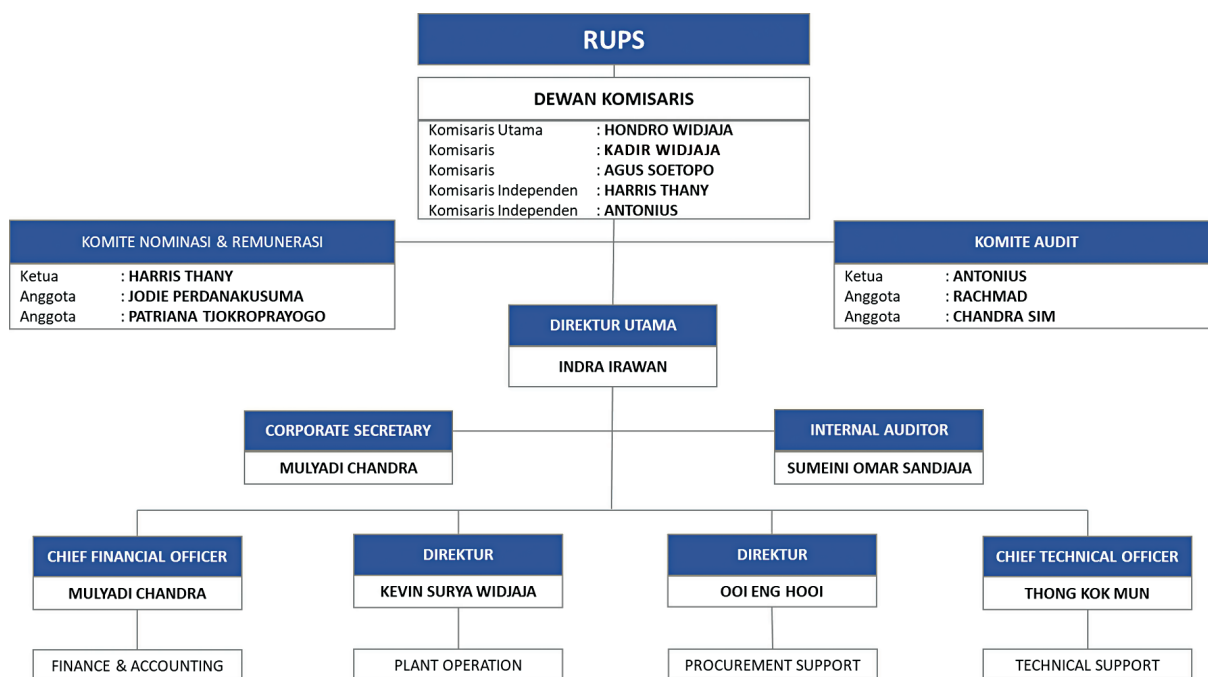 RUPS
DEWAN KOMISARIS
Komisaris Utama : HONDRO WIDJAJA
Komisaris : KADIR WIDJAJA
Komisaris : AGUS SOETOPO
Komisaris Independen : HARRIS THANY
Komisaris Independen : ANTONIUS
KOMITE NOMINASI & REMUNERASI
Ketua : HARRIS THANY
Anggota : JODIE PERDANAKUSUMA
Anggota : PATRIANA TJOKROPRAYOGO
KOMITE AUDIT
Ketua : ANTONIUS
Anggota : RACHMAD
Anggota : CHANDRA SIM
DIREKTUR UTAMA
INDRA IRAWAN
CORPORATE SECRETARY
MULYADI CHANDRA
INTERNAL AUDITOR
SUMEINI OMAR SANDJAJA
CHIEF FINANCIAL OFFICER
MULYADI CHANDRA
FINANCE & ACCOUNTING
DIREKTUR
KEVIN SURYA WIDJAJA
PLANT OPERATION
DIREKTUR
OOI ENG HOOI
PROCUREMENT SUPPORT
CHIEF TECHNICAL OFFICER
THONG KOK MUN
TECHNICAL SUPPORT